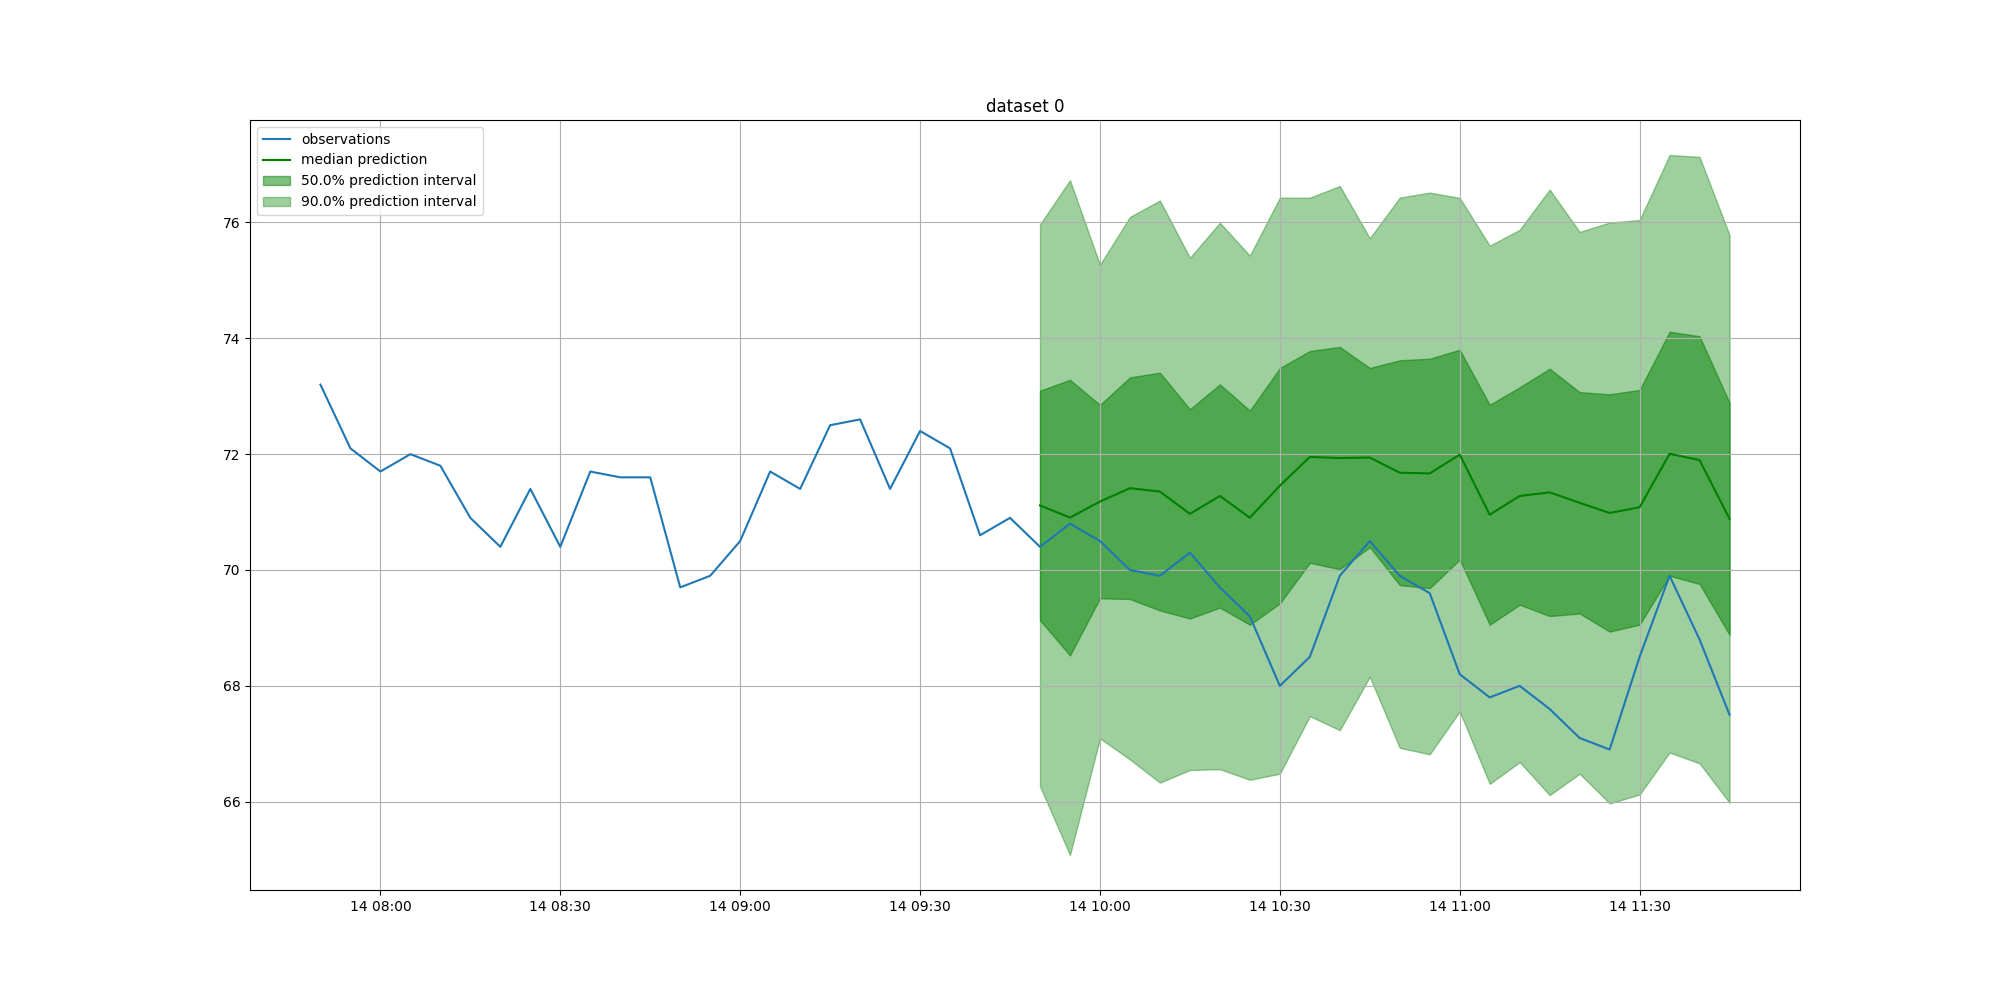 dataset 0
observations
median prediction
50.0% prediction interval
90.0% prediction interval
76
74
72
70
68
66
14 08:00
14 08:30
14 09:00
14 09:30
14 10:00
14 10:30
14 11:00
14 11:30